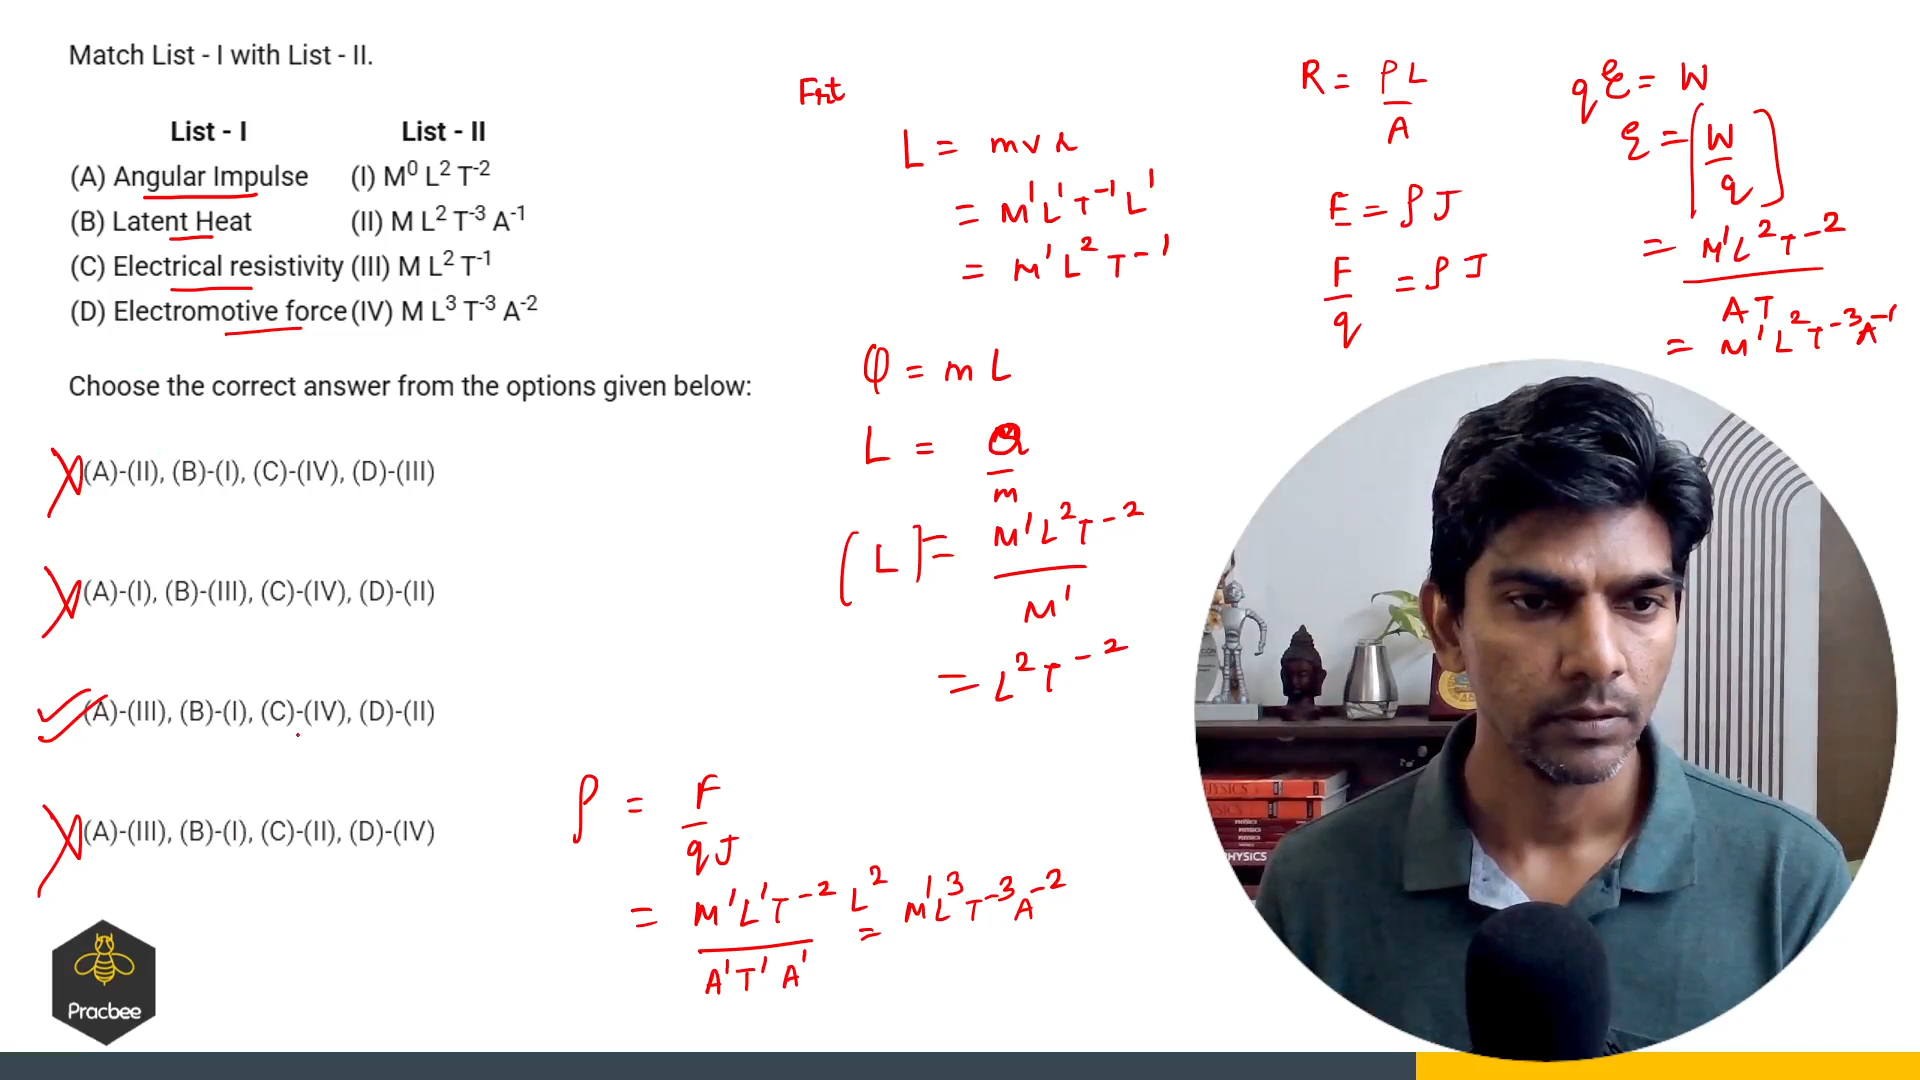 Match List - I with List - II.
List - I List - II
(A) Angular Impulse (I) M⁰ L² T⁻²
(B) Latent Heat (II) M L² T⁻³ A⁻¹
(C) Electrical resistivity (III) M L² T⁻¹
(D) Electromotive force (IV) M L³ T⁻³ A⁻²
Choose the correct answer from the options given below:
(A)-(II), (B)-(I), (C)-(IV), (D)-(III)
(A)-(I), (B)-(III), (C)-(IV), (D)-(II)
(A)-(III), (B)-(I), (C)-(IV), (D)-(II)
(A)-(III), (B)-(I), (C)-(II), (D)-(IV)
L = mvr
= M¹L¹T⁻¹L¹
= M¹L²T⁻¹
Q = mL
L = Q/m
[L] = M¹L²T⁻²/M¹
= L²T⁻²
ρ = F/qJ
= M¹L¹T⁻²L²/A¹T¹A¹ = M¹L³T⁻³A⁻²
R = ρL/A
E = ρJ
F/q = ρJ
qℰ = W
ℰ = [W/q]
= M¹L²T⁻²/AT
= M¹L²T⁻³A⁻¹
Pracbee
PHYSICS